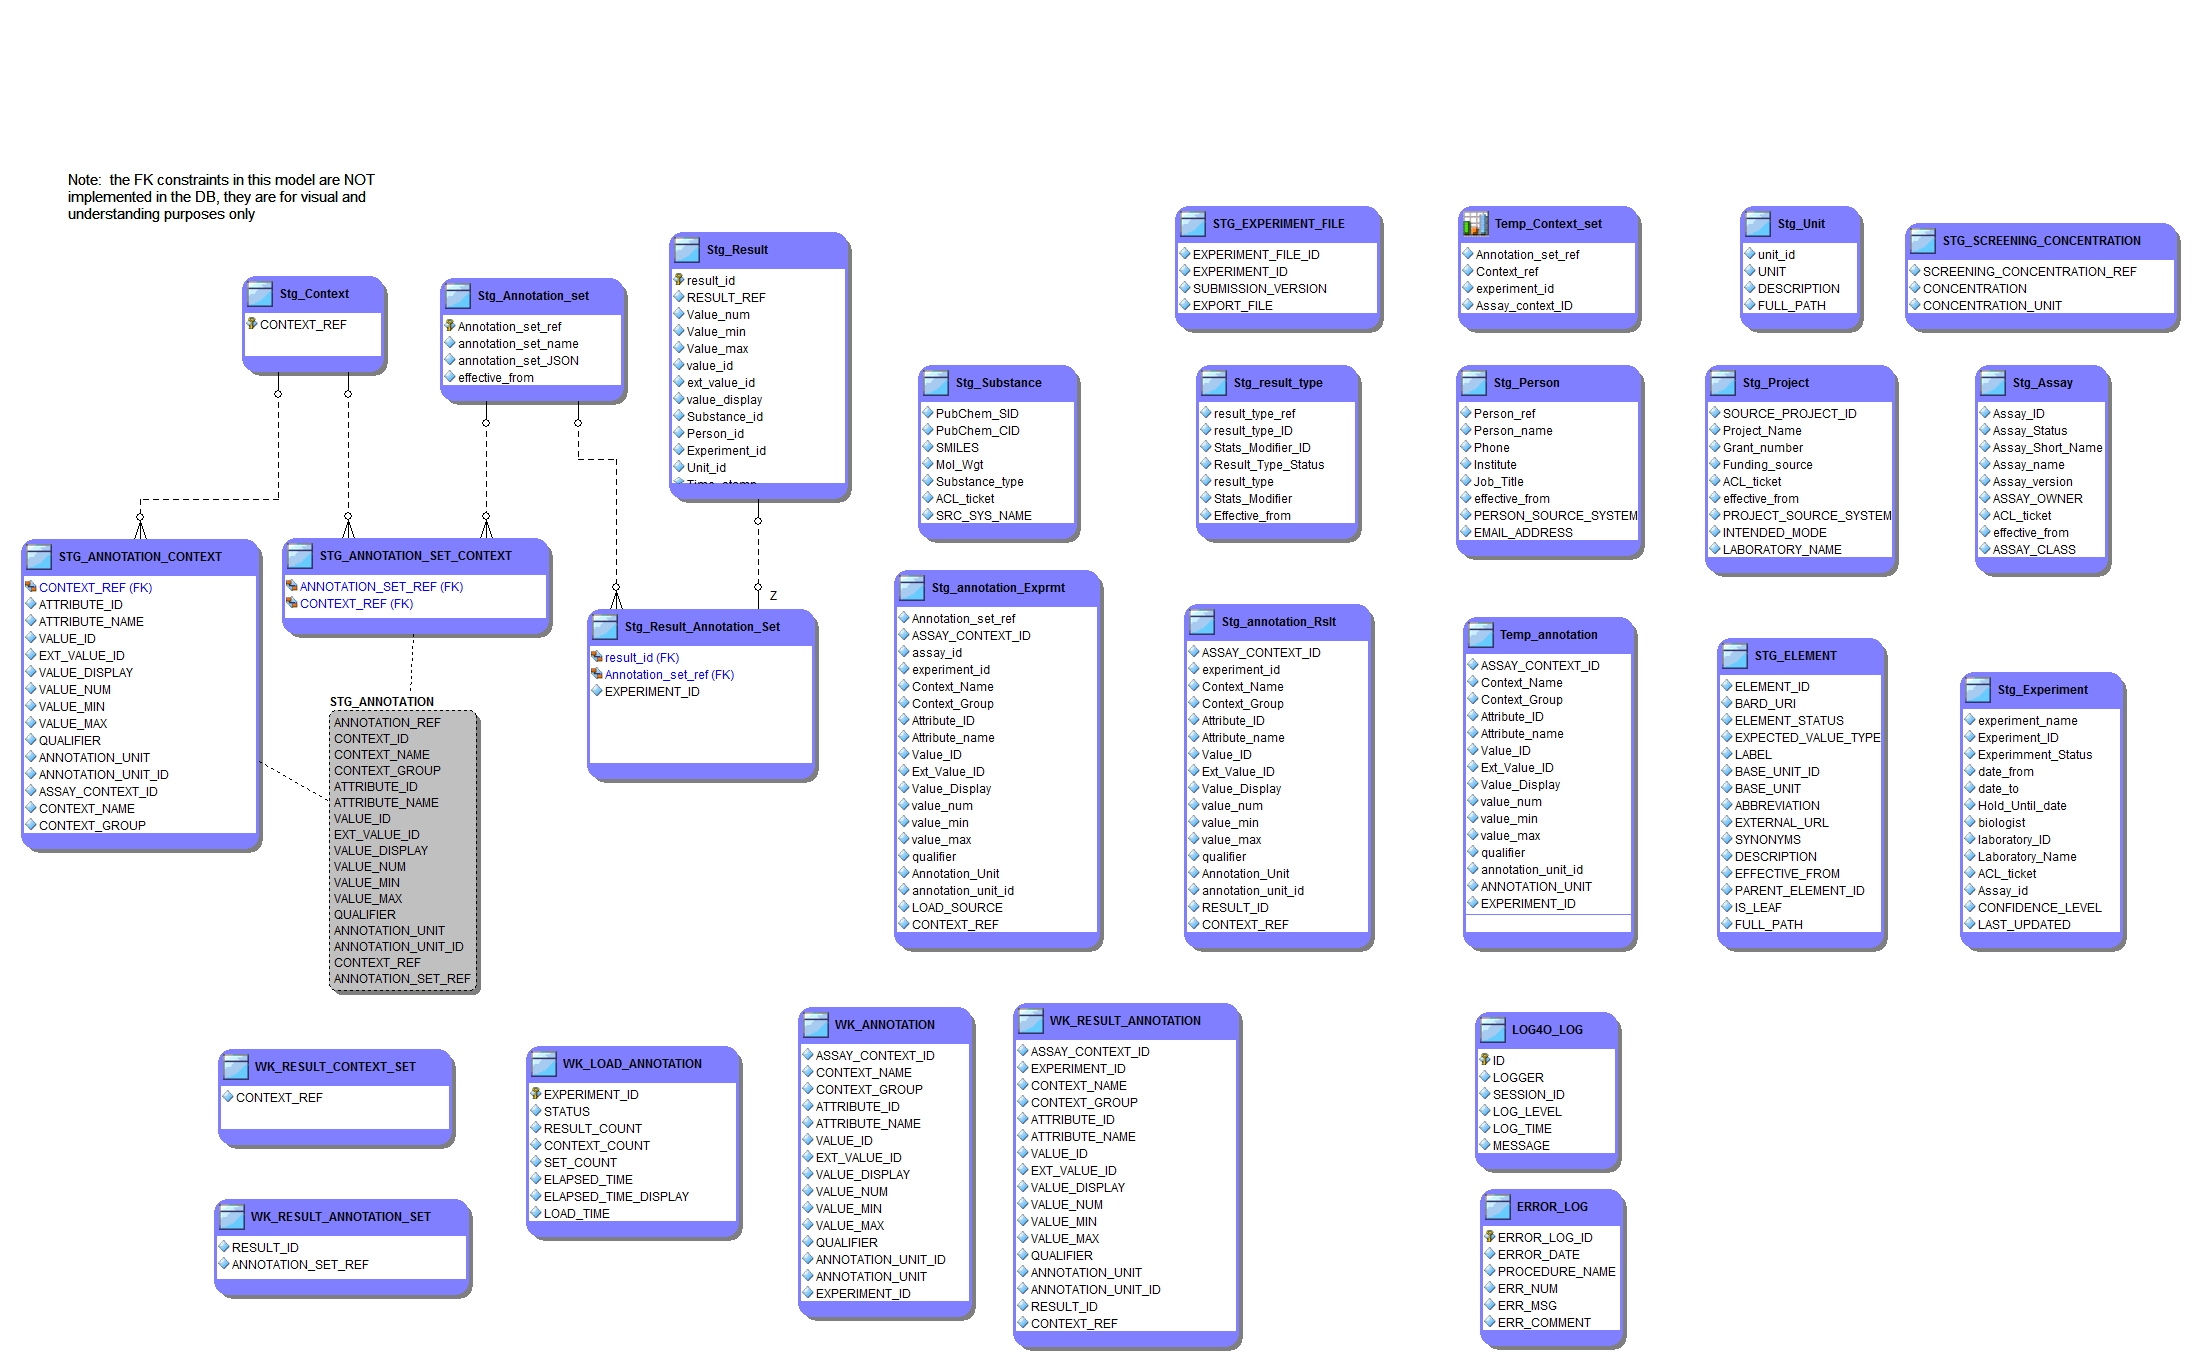 Note:  the FK constraints in this model are NOT
implemented in the DB, they are for visual and
understanding purposes only
Stg_Context
CONTEXT_REF
Stg_Annotation_set
Annotation_set_ref
annotation_set_name
annotation_set_JSON
effective_from
Stg_Result
result_id
RESULT_REF
Value_num
Value_min
Value_max
value_id
ext_value_id
value_display
Substance_id
Person_id
Experiment_id
Unit_id
Time_stamp
STG_EXPERIMENT_FILE
EXPERIMENT_FILE_ID
EXPERIMENT_ID
SUBMISSION_VERSION
EXPORT_FILE
Temp_Context_set
Annotation_set_ref
Context_ref
experiment_id
Assay_context_ID
Stg_Unit
unit_id
UNIT
DESCRIPTION
FULL_PATH
STG_SCREENING_CONCENTRATION
SCREENING_CONCENTRATION_REF
CONCENTRATION
CONCENTRATION_UNIT
Stg_Substance
PubChem_SID
PubChem_CID
SMILES
Mol_Wgt
Substance_type
ACL_ticket
SRC_SYS_NAME
Stg_result_type
result_type_ref
result_type_ID
Stats_Modifier_ID
Result_Type_Status
result_type
Stats_Modifier
Effective_from
Stg_Person
Person_ref
Person_name
Phone
Institute
Job_Title
effective_from
PERSON_SOURCE_SYSTEM
EMAIL_ADDRESS
Stg_Project
SOURCE_PROJECT_ID
Project_Name
Grant_number
Funding_source
ACL_ticket
effective_from
PROJECT_SOURCE_SYSTEM
INTENDED_MODE
LABORATORY_NAME
Stg_Assay
Assay_ID
Assay_Status
Assay_Short_Name
Assay_name
Assay_version
ASSAY_OWNER
ACL_ticket
effective_from
ASSAY_CLASS
STG_ANNOTATION_CONTEXT
CONTEXT_REF (FK)
ATTRIBUTE_ID
ATTRIBUTE_NAME
VALUE_ID
EXT_VALUE_ID
VALUE_DISPLAY
VALUE_NUM
VALUE_MIN
VALUE_MAX
QUALIFIER
ANNOTATION_UNIT
ANNOTATION_UNIT_ID
ASSAY_CONTEXT_ID
CONTEXT_NAME
CONTEXT_GROUP
STG_ANNOTATION_SET_CONTEXT
ANNOTATION_SET_REF (FK)
CONTEXT_REF (FK)
Z
Stg_Result_Annotation_Set
result_id (FK)
Annotation_set_ref (FK)
EXPERIMENT_ID
STG_ANNOTATION
ANNOTATION_REF
CONTEXT_ID
CONTEXT_NAME
CONTEXT_GROUP
ATTRIBUTE_ID
ATTRIBUTE_NAME
VALUE_ID
EXT_VALUE_ID
VALUE_DISPLAY
VALUE_NUM
VALUE_MIN
VALUE_MAX
QUALIFIER
ANNOTATION_UNIT
ANNOTATION_UNIT_ID
CONTEXT_REF
ANNOTATION_SET_REF
Stg_annotation_Exprmt
Annotation_set_ref
ASSAY_CONTEXT_ID
assay_id
experiment_id
Context_Name
Context_Group
Attribute_ID
Attribute_name
Value_ID
Ext_Value_ID
Value_Display
value_num
value_min
value_max
qualifier
Annotation_Unit
annotation_unit_id
LOAD_SOURCE
CONTEXT_REF
Stg_annotation_Rslt
ASSAY_CONTEXT_ID
experiment_id
Context_Name
Context_Group
Attribute_ID
Attribute_name
Value_ID
Ext_Value_ID
Value_Display
value_num
value_min
value_max
qualifier
Annotation_Unit
annotation_unit_id
RESULT_ID
CONTEXT_REF
Temp_annotation
ASSAY_CONTEXT_ID
Context_Name
Context_Group
Attribute_ID
Attribute_name
Value_ID
Ext_Value_ID
Value_Display
value_num
value_min
value_max
qualifier
annotation_unit_id
ANNOTATION_UNIT
EXPERIMENT_ID
STG_ELEMENT
ELEMENT_ID
BARD_URI
ELEMENT_STATUS
EXPECTED_VALUE_TYPE
LABEL
BASE_UNIT_ID
BASE_UNIT
ABBREVIATION
EXTERNAL_URL
SYNONYMS
DESCRIPTION
EFFECTIVE_FROM
PARENT_ELEMENT_ID
IS_LEAF
FULL_PATH
Stg_Experiment
experiment_name
Experiment_ID
Experimment_Status
date_from
date_to
Hold_Until_date
biologist
laboratory_ID
Laboratory_Name
ACL_ticket
Assay_id
CONFIDENCE_LEVEL
LAST_UPDATED
WK_RESULT_CONTEXT_SET
CONTEXT_REF
WK_RESULT_ANNOTATION_SET
RESULT_ID
ANNOTATION_SET_REF
WK_LOAD_ANNOTATION
EXPERIMENT_ID
STATUS
RESULT_COUNT
CONTEXT_COUNT
SET_COUNT
ELAPSED_TIME
ELAPSED_TIME_DISPLAY
LOAD_TIME
WK_ANNOTATION
ASSAY_CONTEXT_ID
CONTEXT_NAME
CONTEXT_GROUP
ATTRIBUTE_ID
ATTRIBUTE_NAME
VALUE_ID
EXT_VALUE_ID
VALUE_DISPLAY
VALUE_NUM
VALUE_MIN
VALUE_MAX
QUALIFIER
ANNOTATION_UNIT_ID
ANNOTATION_UNIT
EXPERIMENT_ID
WK_RESULT_ANNOTATION
ASSAY_CONTEXT_ID
EXPERIMENT_ID
CONTEXT_NAME
CONTEXT_GROUP
ATTRIBUTE_ID
ATTRIBUTE_NAME
VALUE_ID
EXT_VALUE_ID
VALUE_DISPLAY
VALUE_NUM
VALUE_MIN
VALUE_MAX
QUALIFIER
ANNOTATION_UNIT
ANNOTATION_UNIT_ID
RESULT_ID
CONTEXT_REF
LOG4O_LOG
ID
LOGGER
SESSION_ID
LOG_LEVEL
LOG_TIME
MESSAGE
ERROR_LOG
ERROR_LOG_ID
ERROR_DATE
PROCEDURE_NAME
ERR_NUM
ERR_MSG
ERR_COMMENT